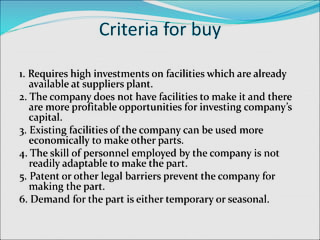 Criteria for buy
1. Requires high investments on facilities which are already
available at suppliers plant.
2. The company does not have facilities to make it and there
are more profitable opportunities for investing company's
capital.
3. Existing facilities of the company can be used more
economically to make other parts.
4. The skill of personnel employed by the company is not
readily adaptable to make the part.
5. Patent or other legal barriers prevent the company for
making the part.
6. Demand for the part is either temporary or seasonal.